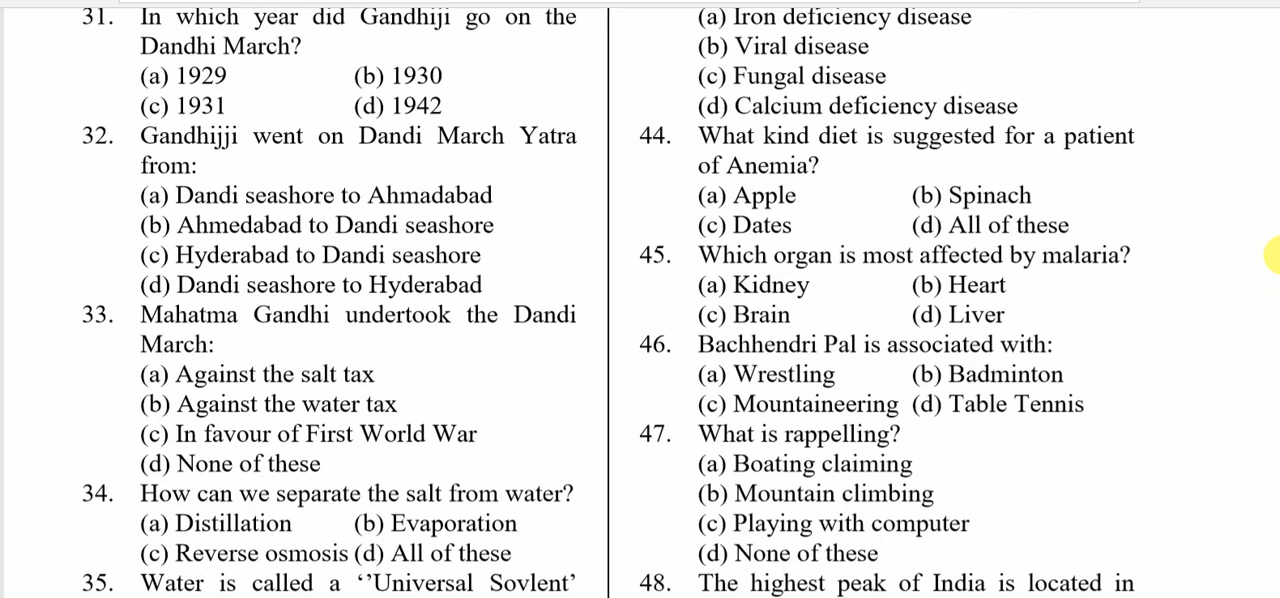 31. In which year did Gandhiji go on the
Dandhi March?
(a) 1929 (b) 1930
(c) 1931 (d) 1942
32. Gandhijji went on Dandi March Yatra
from:
(a) Dandi seashore to Ahmadabad
(b) Ahmedabad to Dandi seashore
(c) Hyderabad to Dandi seashore
(d) Dandi seashore to Hyderabad
33. Mahatma Gandhi undertook the Dandi
March:
(a) Against the salt tax
(b) Against the water tax
(c) In favour of First World War
(d) None of these
34. How can we separate the salt from water?
(a) Distillation (b) Evaporation
(c) Reverse osmosis (d) All of these
35. Water is called a ‘’Universal Sovlent’
(a) Iron deficiency disease
(b) Viral disease
(c) Fungal disease
(d) Calcium deficiency disease
44. What kind diet is suggested for a patient
of Anemia?
(a) Apple (b) Spinach
(c) Dates (d) All of these
45. Which organ is most affected by malaria?
(a) Kidney (b) Heart
(c) Brain (d) Liver
46. Bachhendri Pal is associated with:
(a) Wrestling (b) Badminton
(c) Mountaineering (d) Table Tennis
47. What is rappelling?
(a) Boating claiming
(b) Mountain climbing
(c) Playing with computer
(d) None of these
48. The highest peak of India is located in